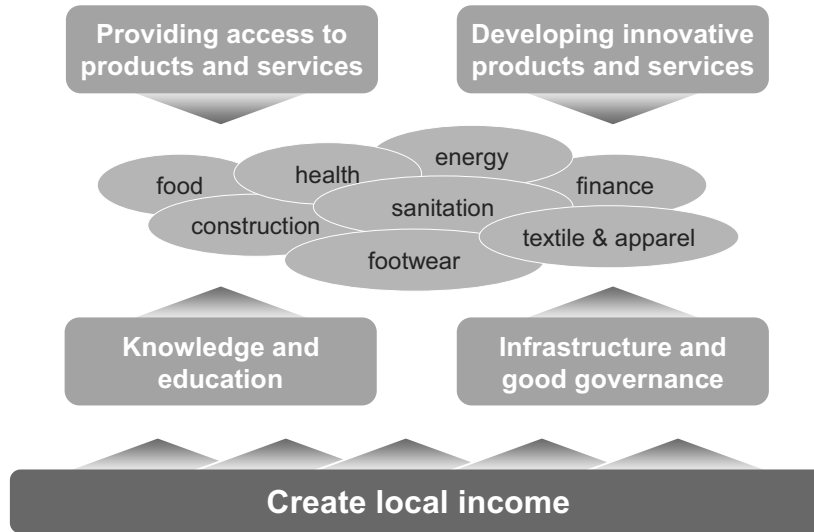 Providing access to
products and services
Developing innovative
products and services
energy
health
food
finance
sanitation
construction
textile & apparel
footwear
Knowledge and
education
Infrastructure and
good governance
Create local income